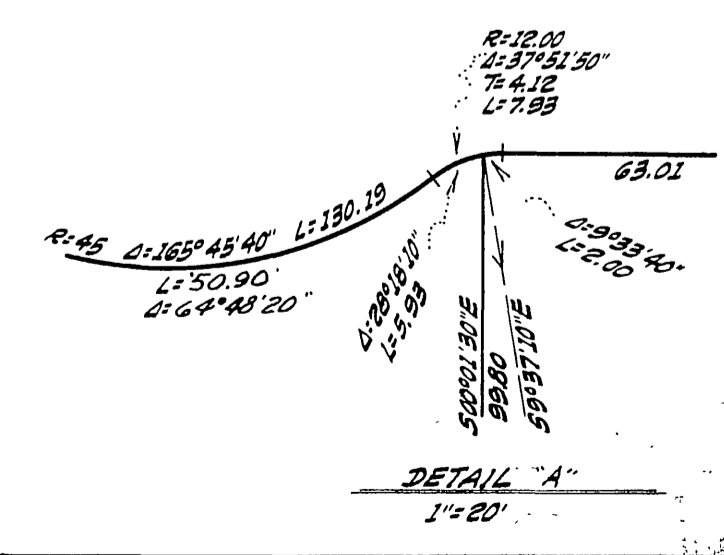 R=12.00
Δ=37°51'50"
T=4.12
L=7.93
63.01
R=45 Δ=165°45'40" L=130.19
L=50.90'
Δ=64°48'20"
Δ=28°18'10"
L=5.93
Δ=9°33'40"
L=2.00
S00°01'30"E
99.80
S9°37'10"E
DETAIL "A"
1"=20'